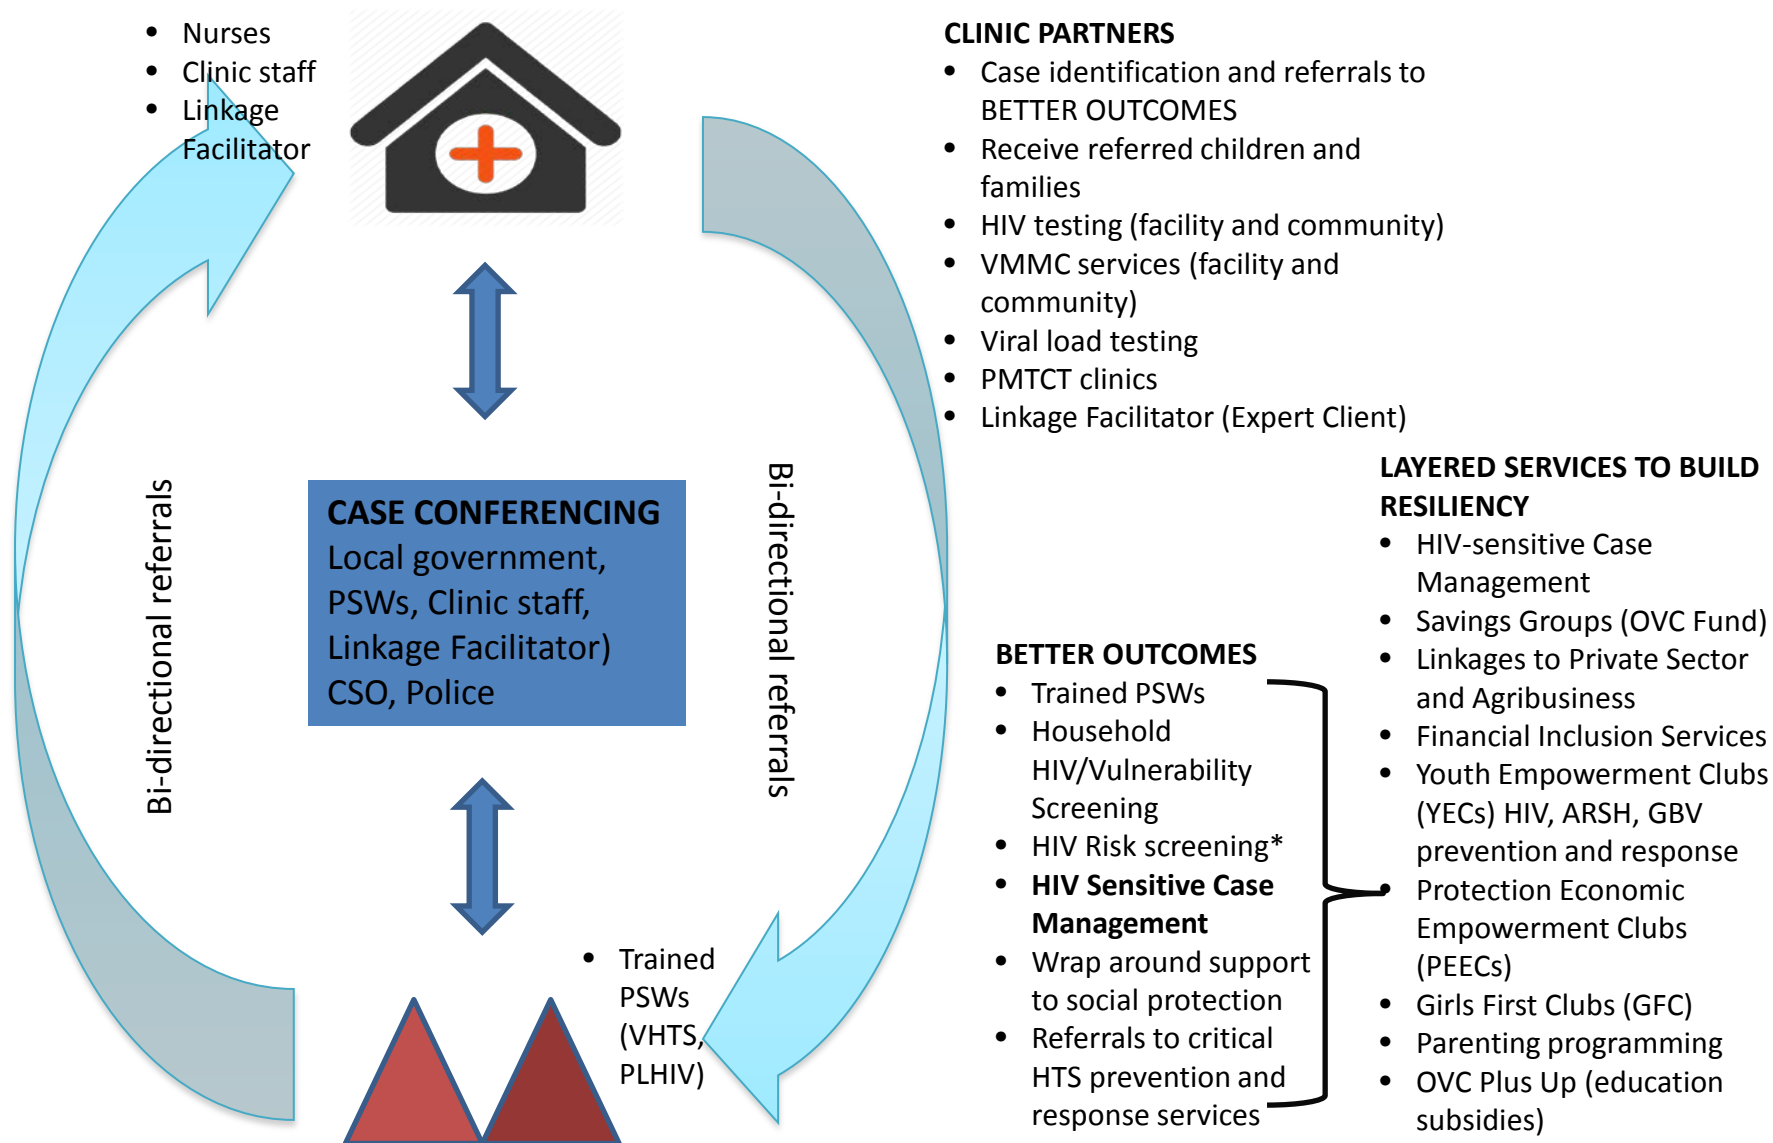 • Nurses
• Clinic staff
• Linkage
Facilitator
CLINIC PARTNERS
• Case identification and referrals to
BETTER OUTCOMES
• Receive referred children and
families
• HIV testing (facility and community)
• VMMC services (facility and
community)
• Viral load testing
• PMTCT clinics
• Linkage Facilitator (Expert Client)
Bi-directional referrals
CASE CONFERENCING
Local government,
PSWs, Clinic staff,
Linkage Facilitator)
CSO, Police
Bi-directional referrals
• Trained
PSWs
(VHTS,
PLHIV)
BETTER OUTCOMES
• Trained PSWs
• Household
HIV/Vulnerability
Screening
• HIV Risk screening*
• HIV Sensitive Case
Management
• Wrap around support
to social protection
• Referrals to critical
HTS prevention and
response services
LAYERED SERVICES TO BUILD
RESILIENCY
• HIV-sensitive Case
Management
• Savings Groups (OVC Fund)
• Linkages to Private Sector
and Agribusiness
• Financial Inclusion Services
• Youth Empowerment Clubs
(YECs) HIV, ARSH, GBV
prevention and response
• Protection Economic
Empowerment Clubs
(PEECs)
• Girls First Clubs (GFC)
• Parenting programming
• OVC Plus Up (education
subsidies)